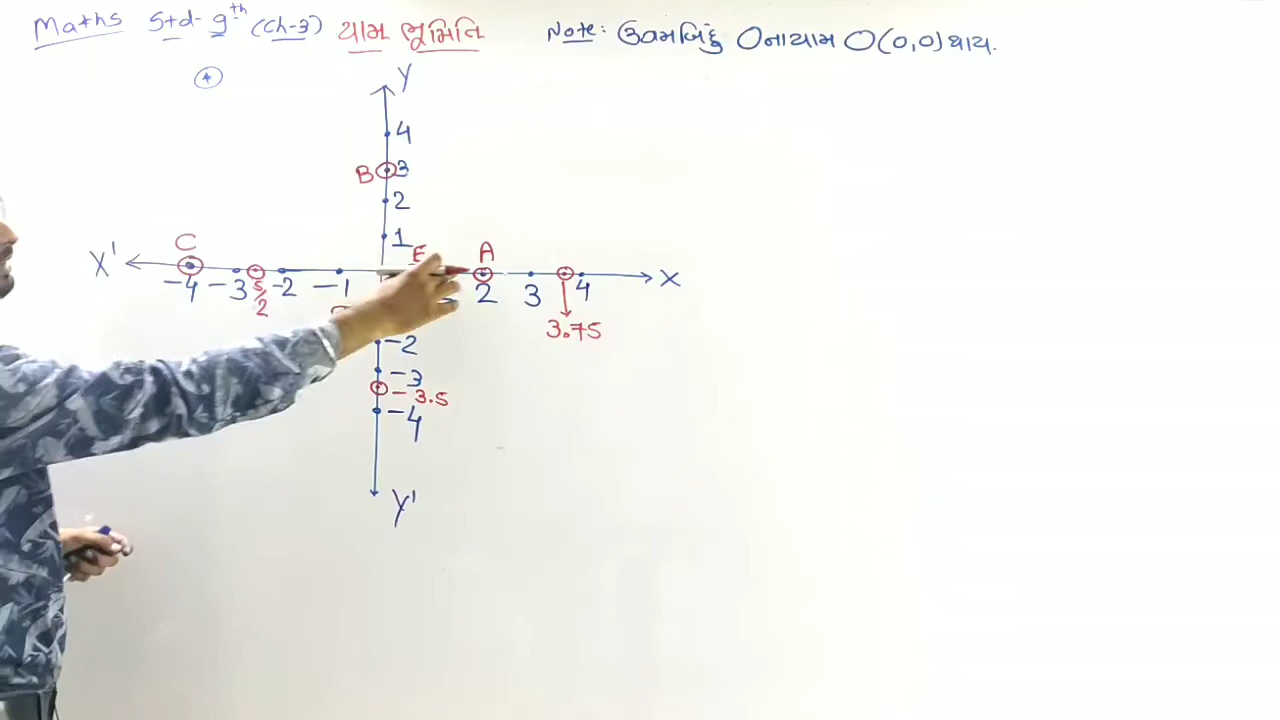 Maths Std-9th (Ch-3) યામ ભૂમિતિ
Note: ઉગમબિંદુ Oના યામ O(0,0) થાય.
Y
4
B 3
2
1
E
C A
X' X
-4 -3 5/2 -2 -1 2 3 4
3.75
-2
-3
-3.5
-4
Y'